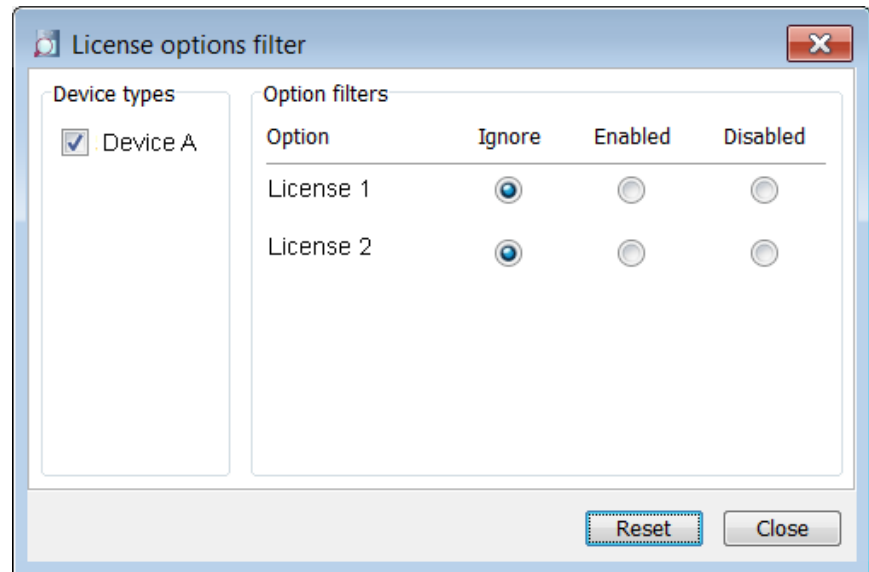 License options filter
Device types
Device A
Option filters
Option Ignore Enabled Disabled
License 1
License 2
Reset Close